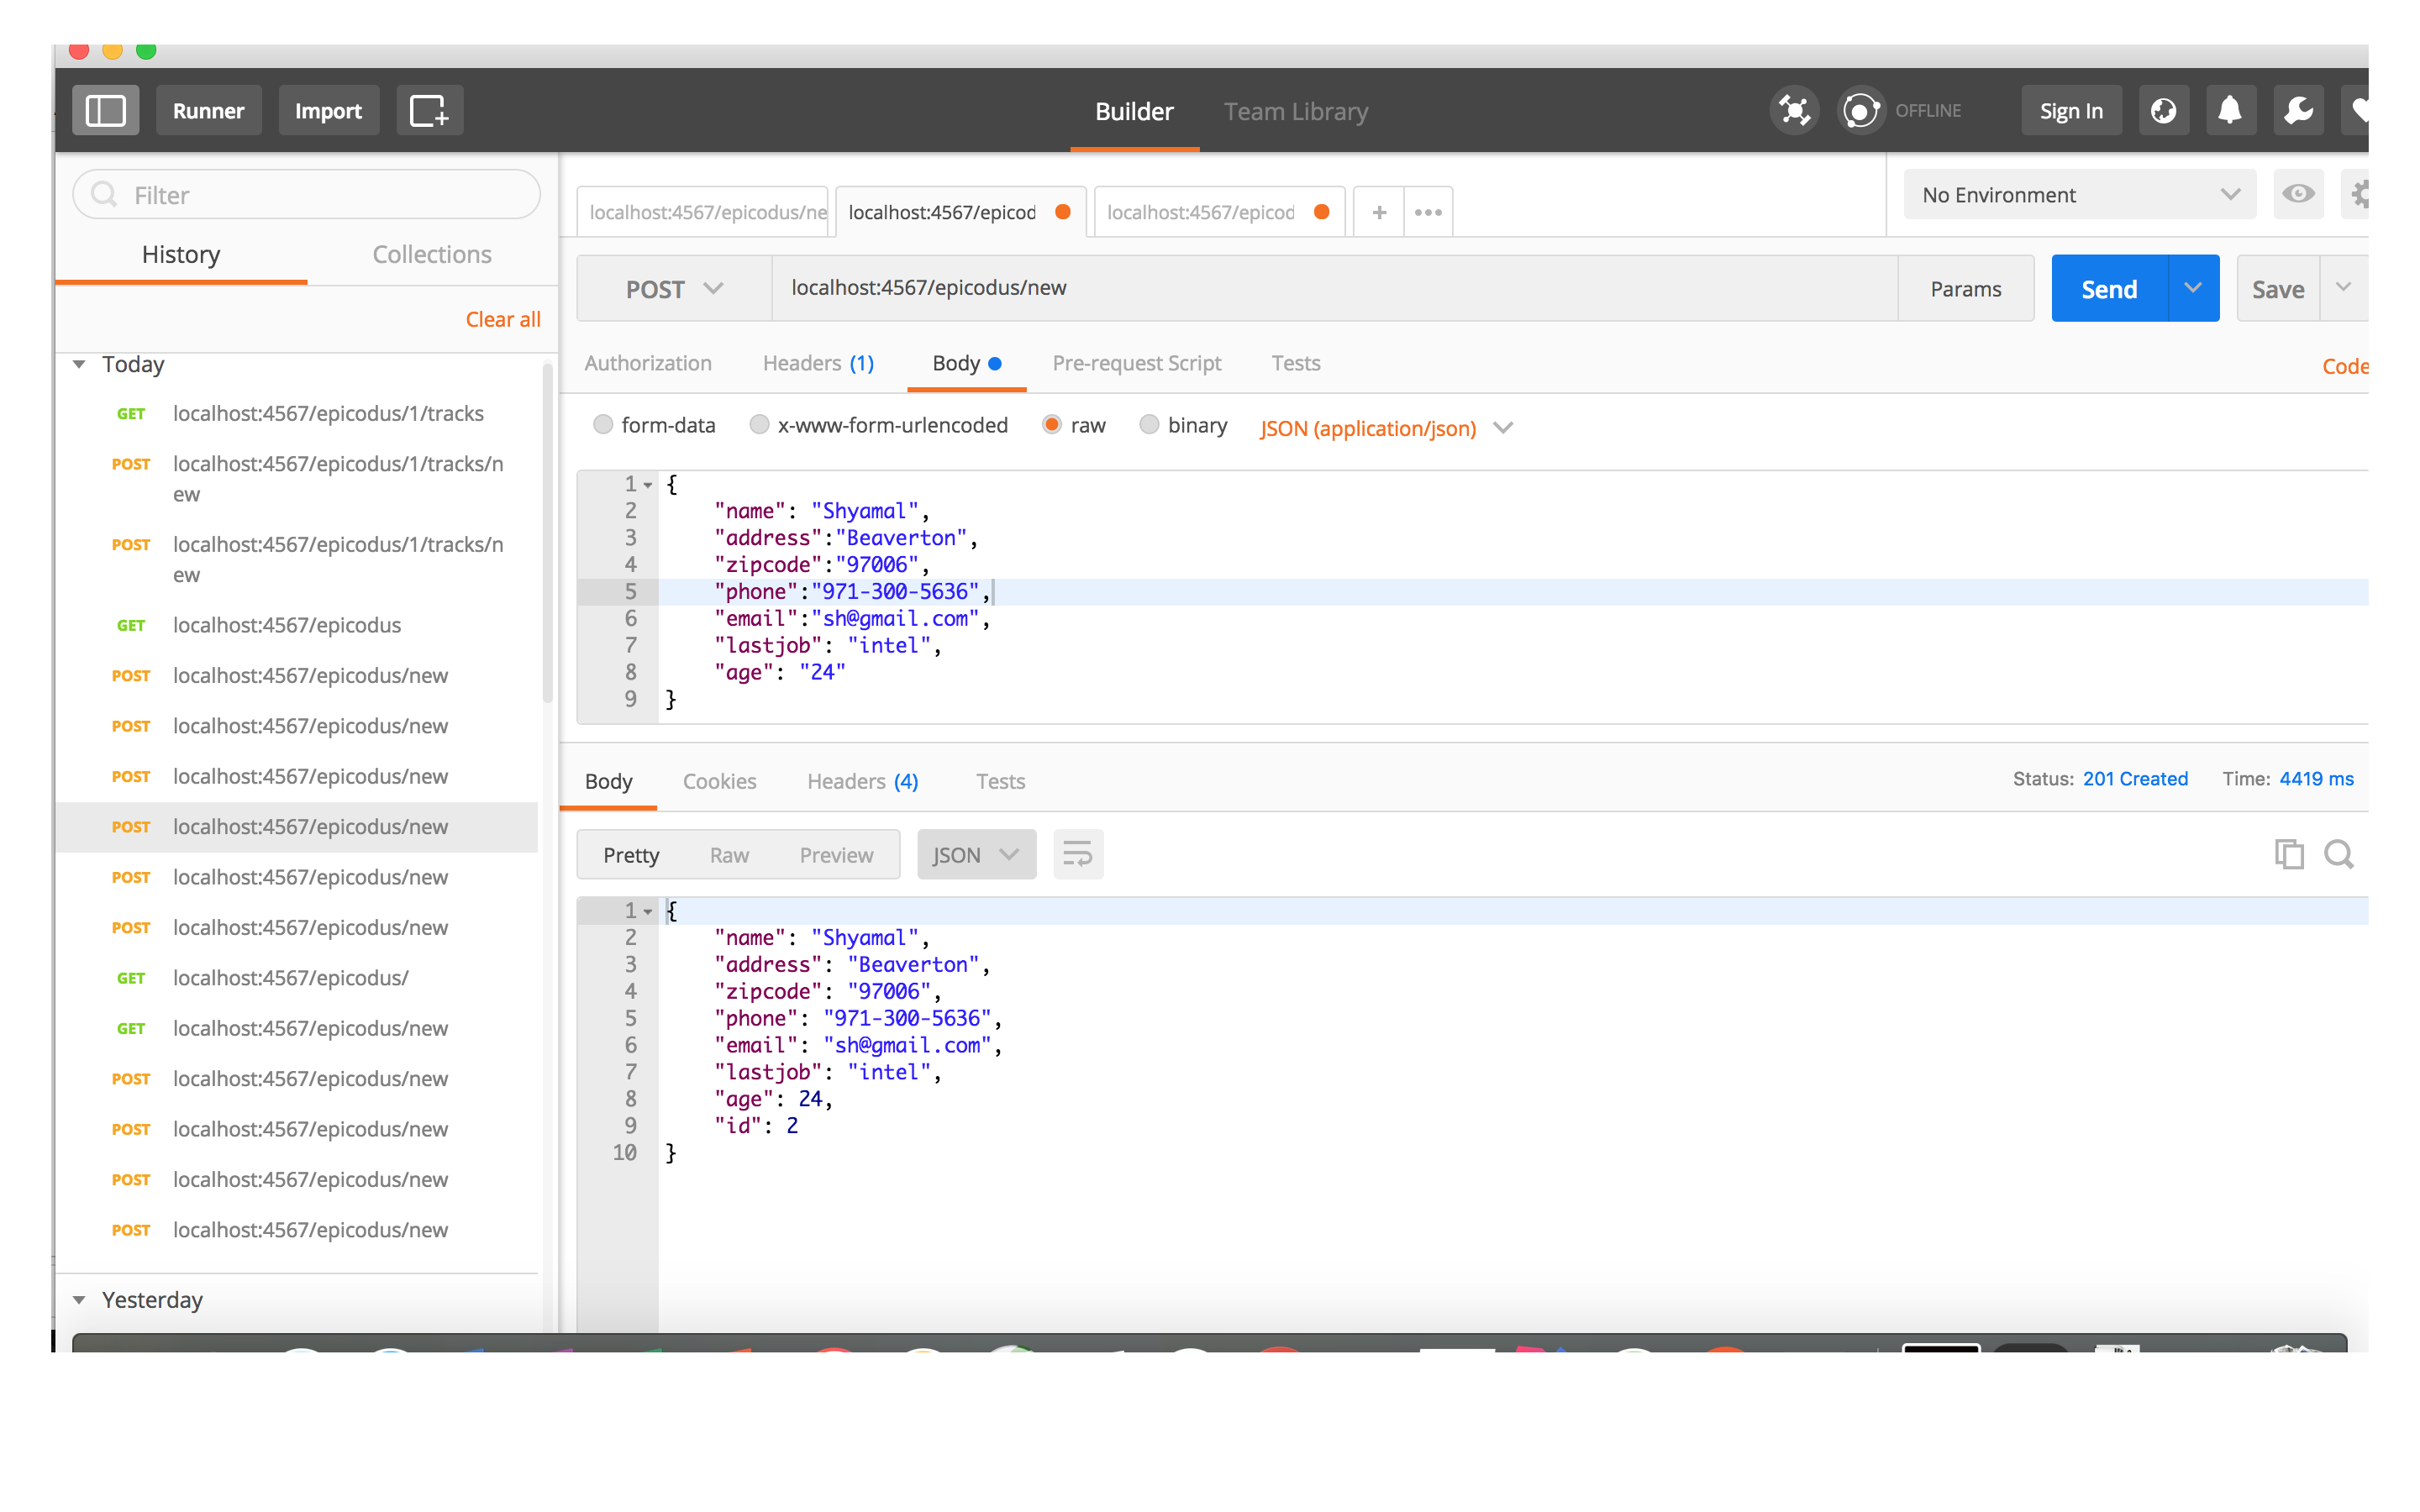 Runner Import Builder Team Library OFFLINE Sign In
Filter
History Collections
Clear all
Today
GET localhost:4567/epicodus/1/tracks
POST localhost:4567/epicodus/1/tracks/n
ew
POST localhost:4567/epicodus/1/tracks/n
ew
GET localhost:4567/epicodus
POST localhost:4567/epicodus/new
POST localhost:4567/epicodus/new
POST localhost:4567/epicodus/new
POST localhost:4567/epicodus/new
POST localhost:4567/epicodus/new
POST localhost:4567/epicodus/new
GET localhost:4567/epicodus/
GET localhost:4567/epicodus/new
POST localhost:4567/epicodus/new
POST localhost:4567/epicodus/new
POST localhost:4567/epicodus/new
POST localhost:4567/epicodus/new
Yesterday
localhost:4567/epicodus/ne localhost:4567/epicod localhost:4567/epicod + ••• No Environment
POST localhost:4567/epicodus/new Params Send Save
Authorization Headers (1) Body Pre-request Script Tests Code
form-data x-www-form-urlencoded raw binary JSON (application/json)
1 {
2 "name": "Shyamal",
3 "address":"Beaverton",
4 "zipcode":"97006",
5 "phone":"971-300-5636",
6 "email":"sh@gmail.com",
7 "lastjob": "intel",
8 "age": "24"
9 }
Body Cookies Headers (4) Tests Status: 201 Created Time: 4419 ms
Pretty Raw Preview JSON
1 {
2 "name": "Shyamal",
3 "address": "Beaverton",
4 "zipcode": "97006",
5 "phone": "971-300-5636",
6 "email": "sh@gmail.com",
7 "lastjob": "intel",
8 "age": 24,
9 "id": 2
10 }